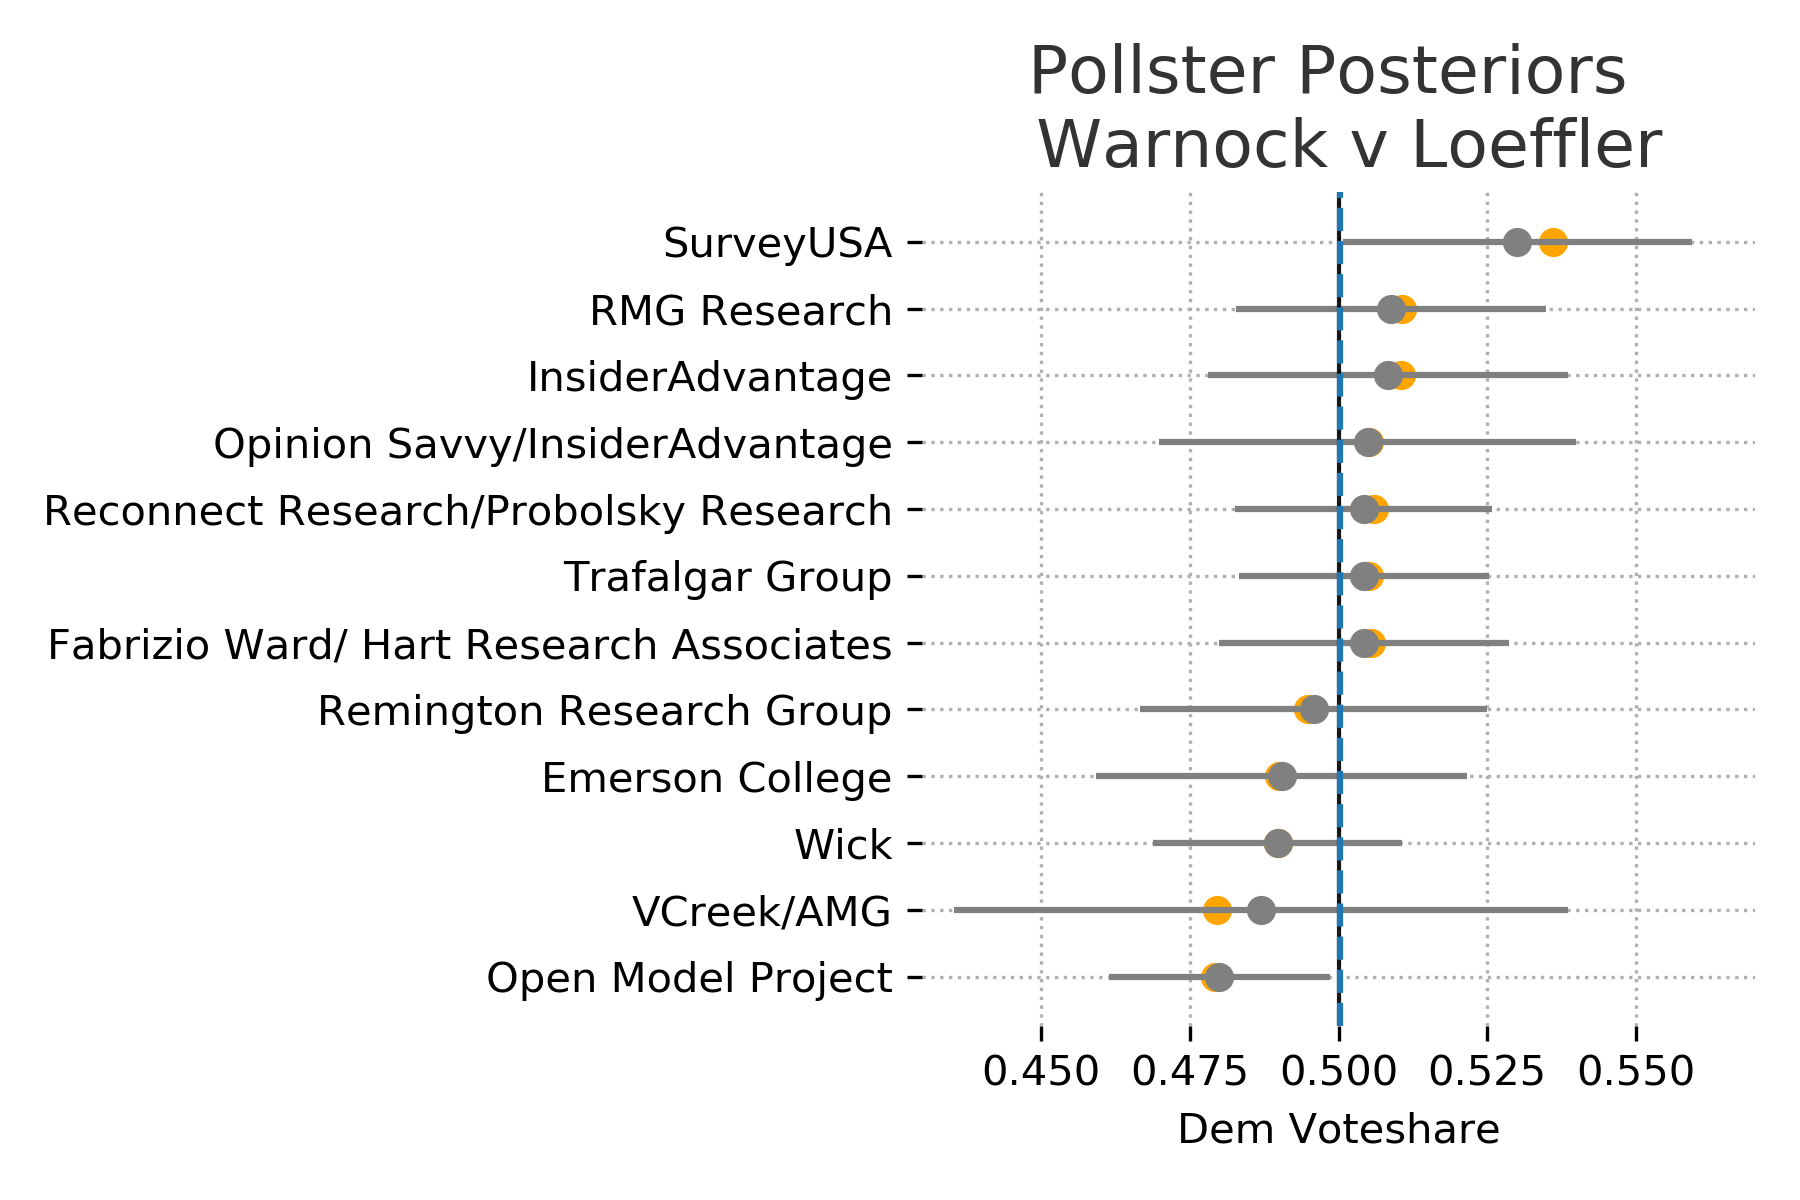 Pollster Posteriors
Warnock v Loeffler
SurveyUSA
RMG Research
InsiderAdvantage
Opinion Savvy/InsiderAdvantage
Reconnect Research/Probolsky Research
Trafalgar Group
Fabrizio Ward/ Hart Research Associates
Remington Research Group
Emerson College
Wick
VCreek/AMG
Open Model Project
0.450 0.475 0.500 0.525 0.550
Dem Voteshare